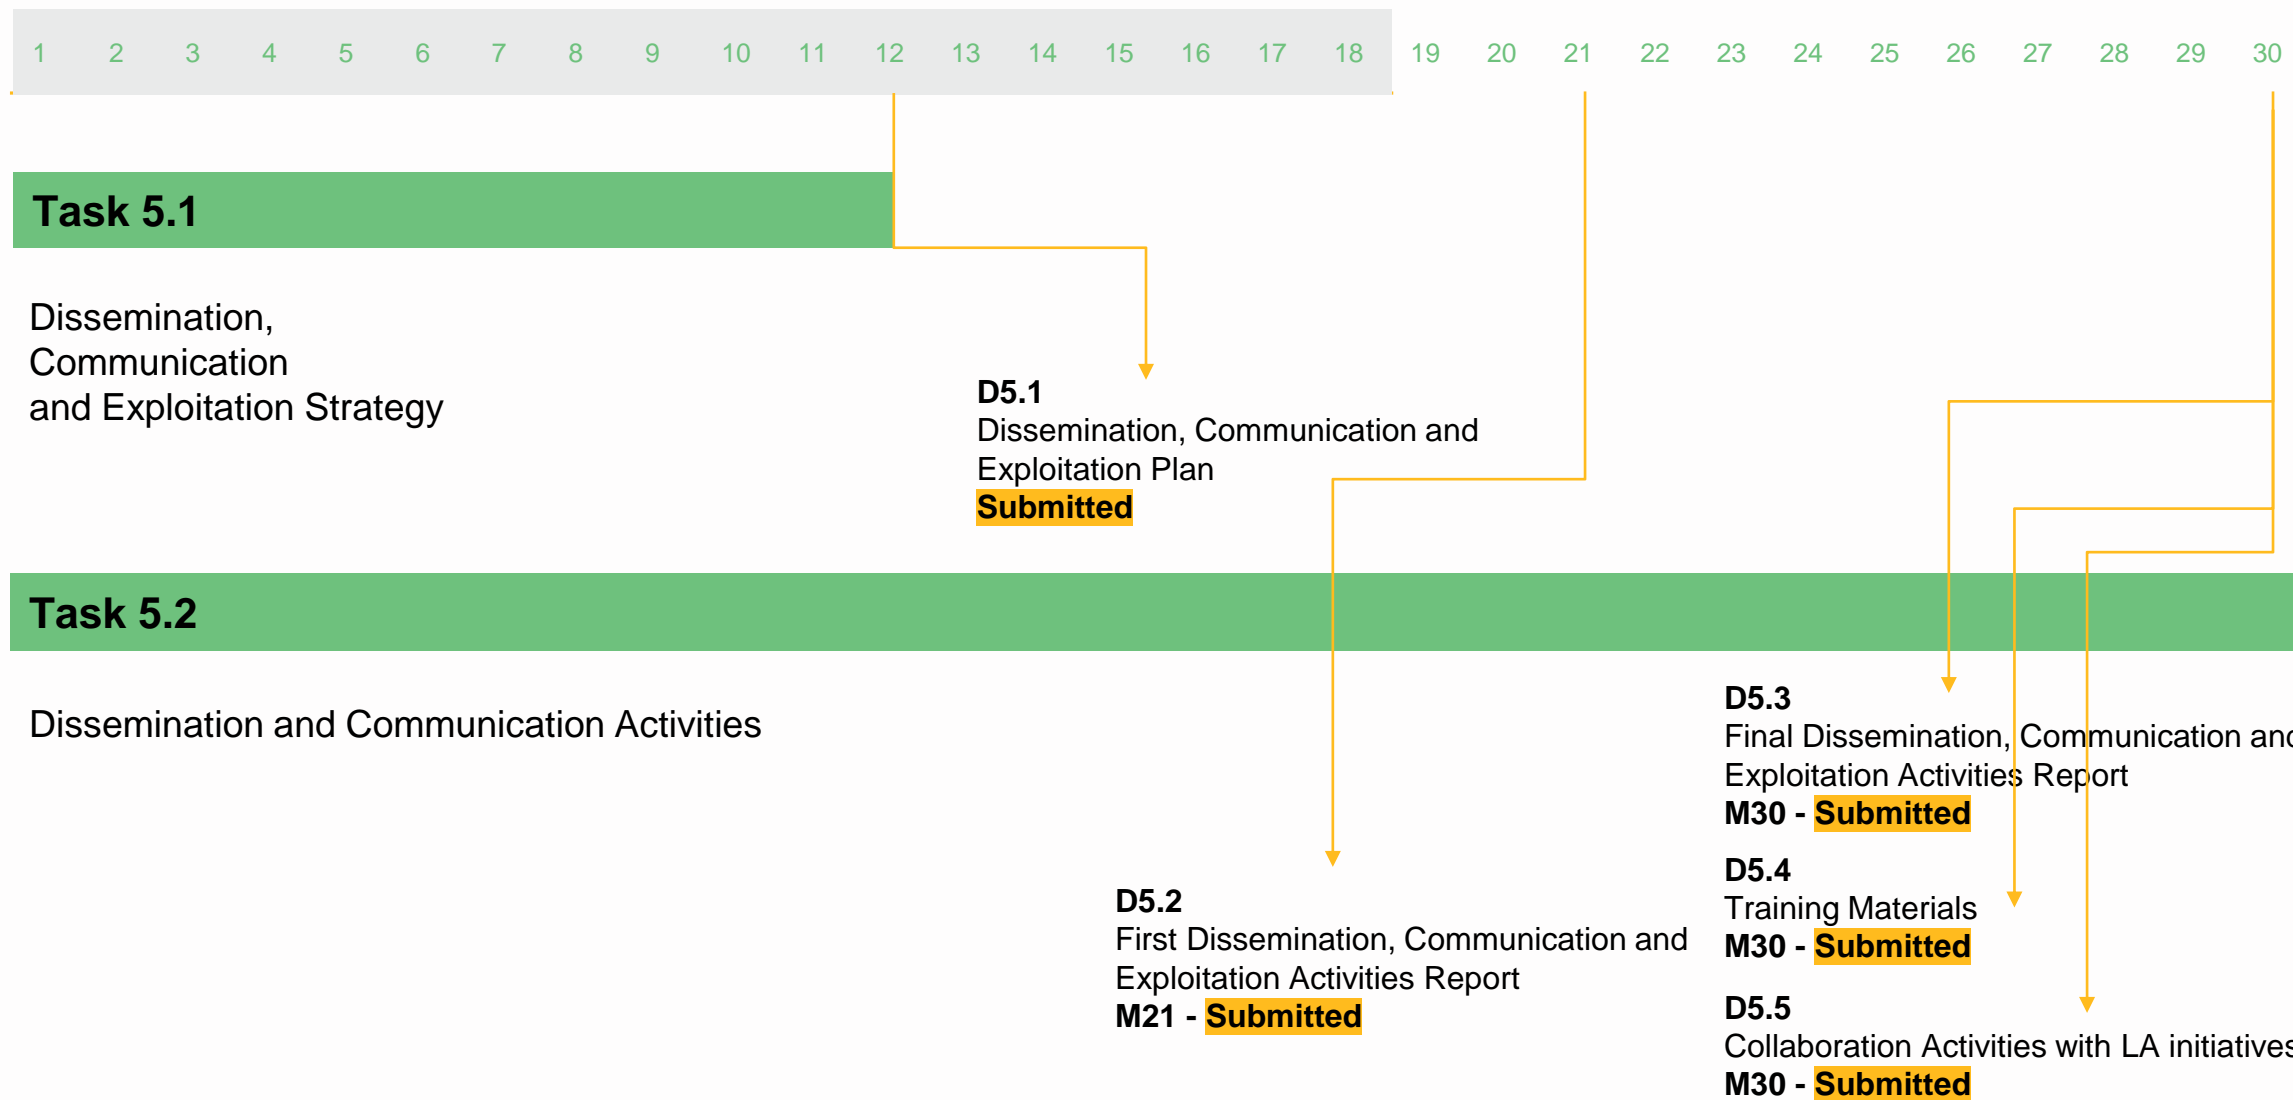 1 2 3 4 5 6 7 8 9 10 11 12 13 14 15 16 17 18 19 20 21 22 23 24 25 26 27 28 29 30
Task 5.1
Dissemination,
Communication
and Exploitation Strategy
D5.1
Dissemination, Communication and
Exploitation Plan
Submitted
Task 5.2
Dissemination and Communication Activities
D5.2
First Dissemination, Communication and
Exploitation Activities Report
M21 - Submitted
D5.3
Final Dissemination, Communication and
Exploitation Activities Report
M30 - Submitted
D5.4
Training Materials
M30 - Submitted
D5.5
Collaboration Activities with LA initiatives
M30 - Submitted